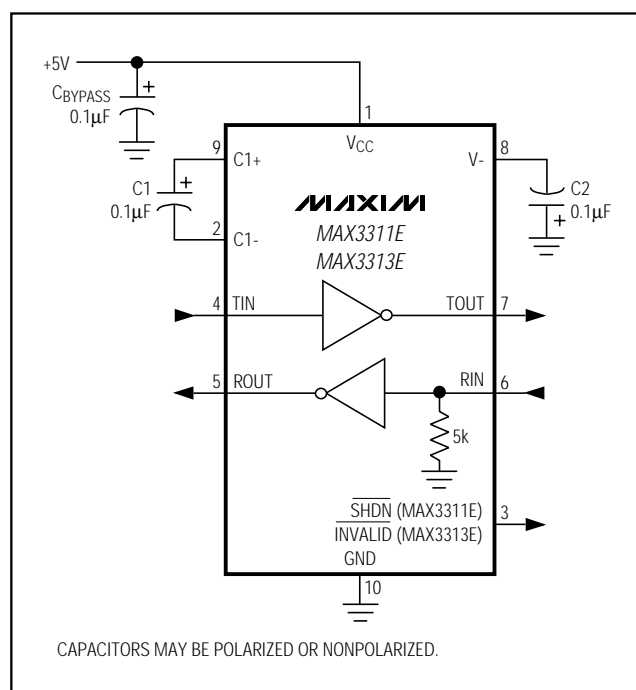 +5V
CBYPASS
0.1µF
+
1
VCC
9
C1+
V-
8
C1
0.1µF
+
C2
0.1µF
+
2
C1-
MAXIM
MAX3311E
MAX3313E
4
TIN
TOUT
7
5
ROUT
RIN
6
5k
SHDN (MAX3311E)
INVALID (MAX3313E)
3
GND
10
CAPACITORS MAY BE POLARIZED OR NONPOLARIZED.